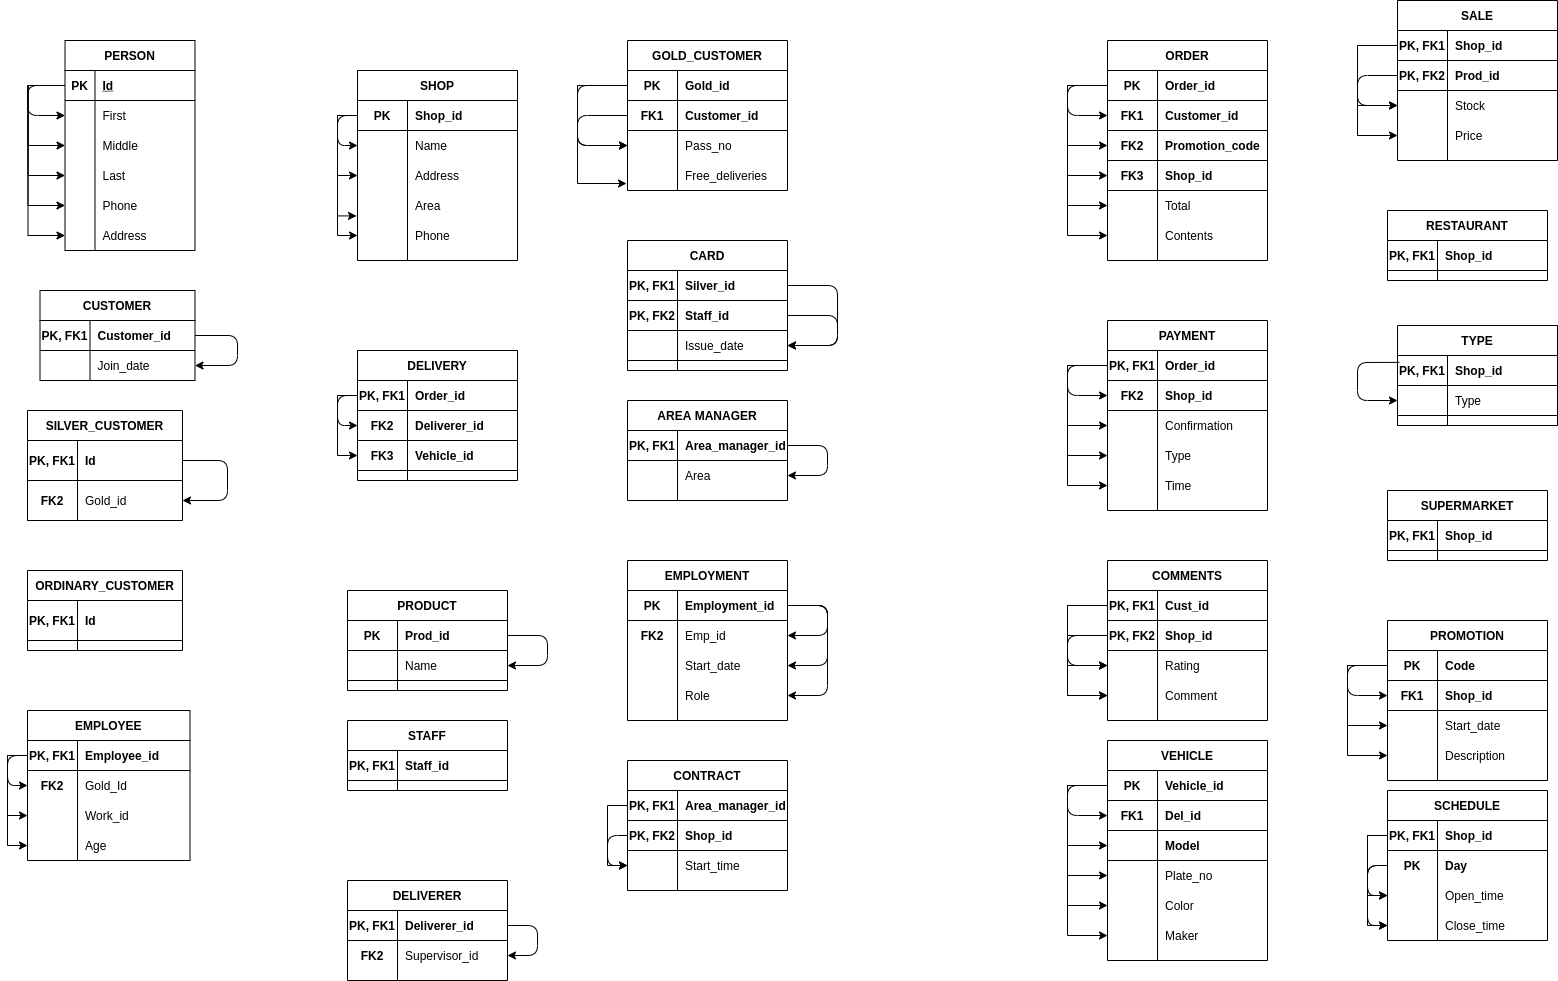 PERSON
PK Id
First
Middle
Last
Phone
Address
CUSTOMER
PK, FK1 Customer_id
Join_date
SILVER_CUSTOMER
PK, FK1 Id
FK2 Gold_id
ORDINARY_CUSTOMER
PK, FK1 Id
EMPLOYEE
PK, FK1 Employee_id
FK2 Gold_Id
Work_id
Age
SHOP
PK Shop_id
Name
Address
Area
Phone
DELIVERY
PK, FK1 Order_id
FK2 Deliverer_id
FK3 Vehicle_id
PRODUCT
PK Prod_id
Name
STAFF
PK, FK1 Staff_id
DELIVERER
PK, FK1 Deliverer_id
FK2 Supervisor_id
GOLD_CUSTOMER
PK Gold_id
FK1 Customer_id
Pass_no
Free_deliveries
CARD
PK, FK1 Silver_id
PK, FK2 Staff_id
Issue_date
AREA MANAGER
PK, FK1 Area_manager_id
Area
EMPLOYMENT
PK Employment_id
FK2 Emp_id
Start_date
Role
CONTRACT
PK, FK1 Area_manager_id
PK, FK2 Shop_id
Start_time
ORDER
PK Order_id
FK1 Customer_id
FK2 Promotion_code
FK3 Shop_id
Total
Contents
PAYMENT
PK, FK1 Order_id
FK2 Shop_id
Confirmation
Type
Time
COMMENTS
PK, FK1 Cust_id
PK, FK2 Shop_id
Rating
Comment
VEHICLE
PK Vehicle_id
FK1 Del_id
Model
Plate_no
Color
Maker
SALE
PK, FK1 Shop_id
PK, FK2 Prod_id
Stock
Price
RESTAURANT
PK, FK1 Shop_id
TYPE
PK, FK1 Shop_id
Type
SUPERMARKET
PK, FK1 Shop_id
PROMOTION
PK Code
FK1 Shop_id
Start_date
Description
SCHEDULE
PK, FK1 Shop_id
PK Day
Open_time
Close_time